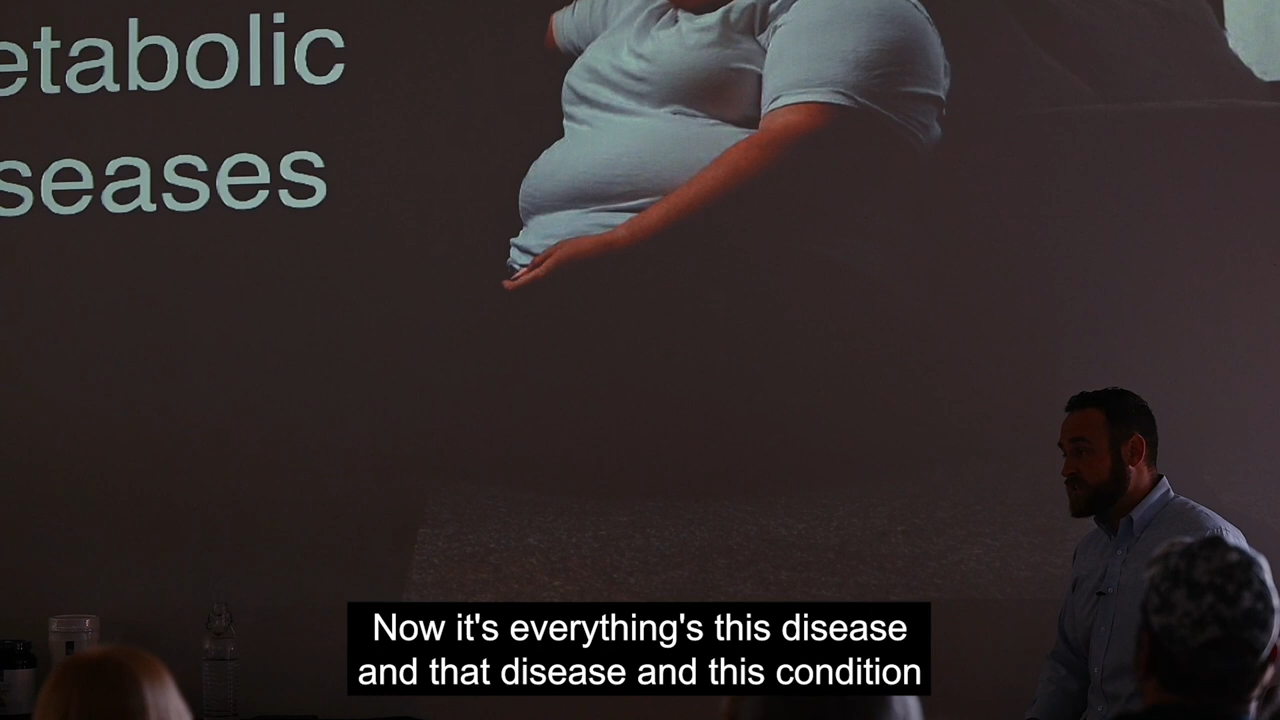 etabolic
seases
Now it's everything's this disease
and that disease and this condition